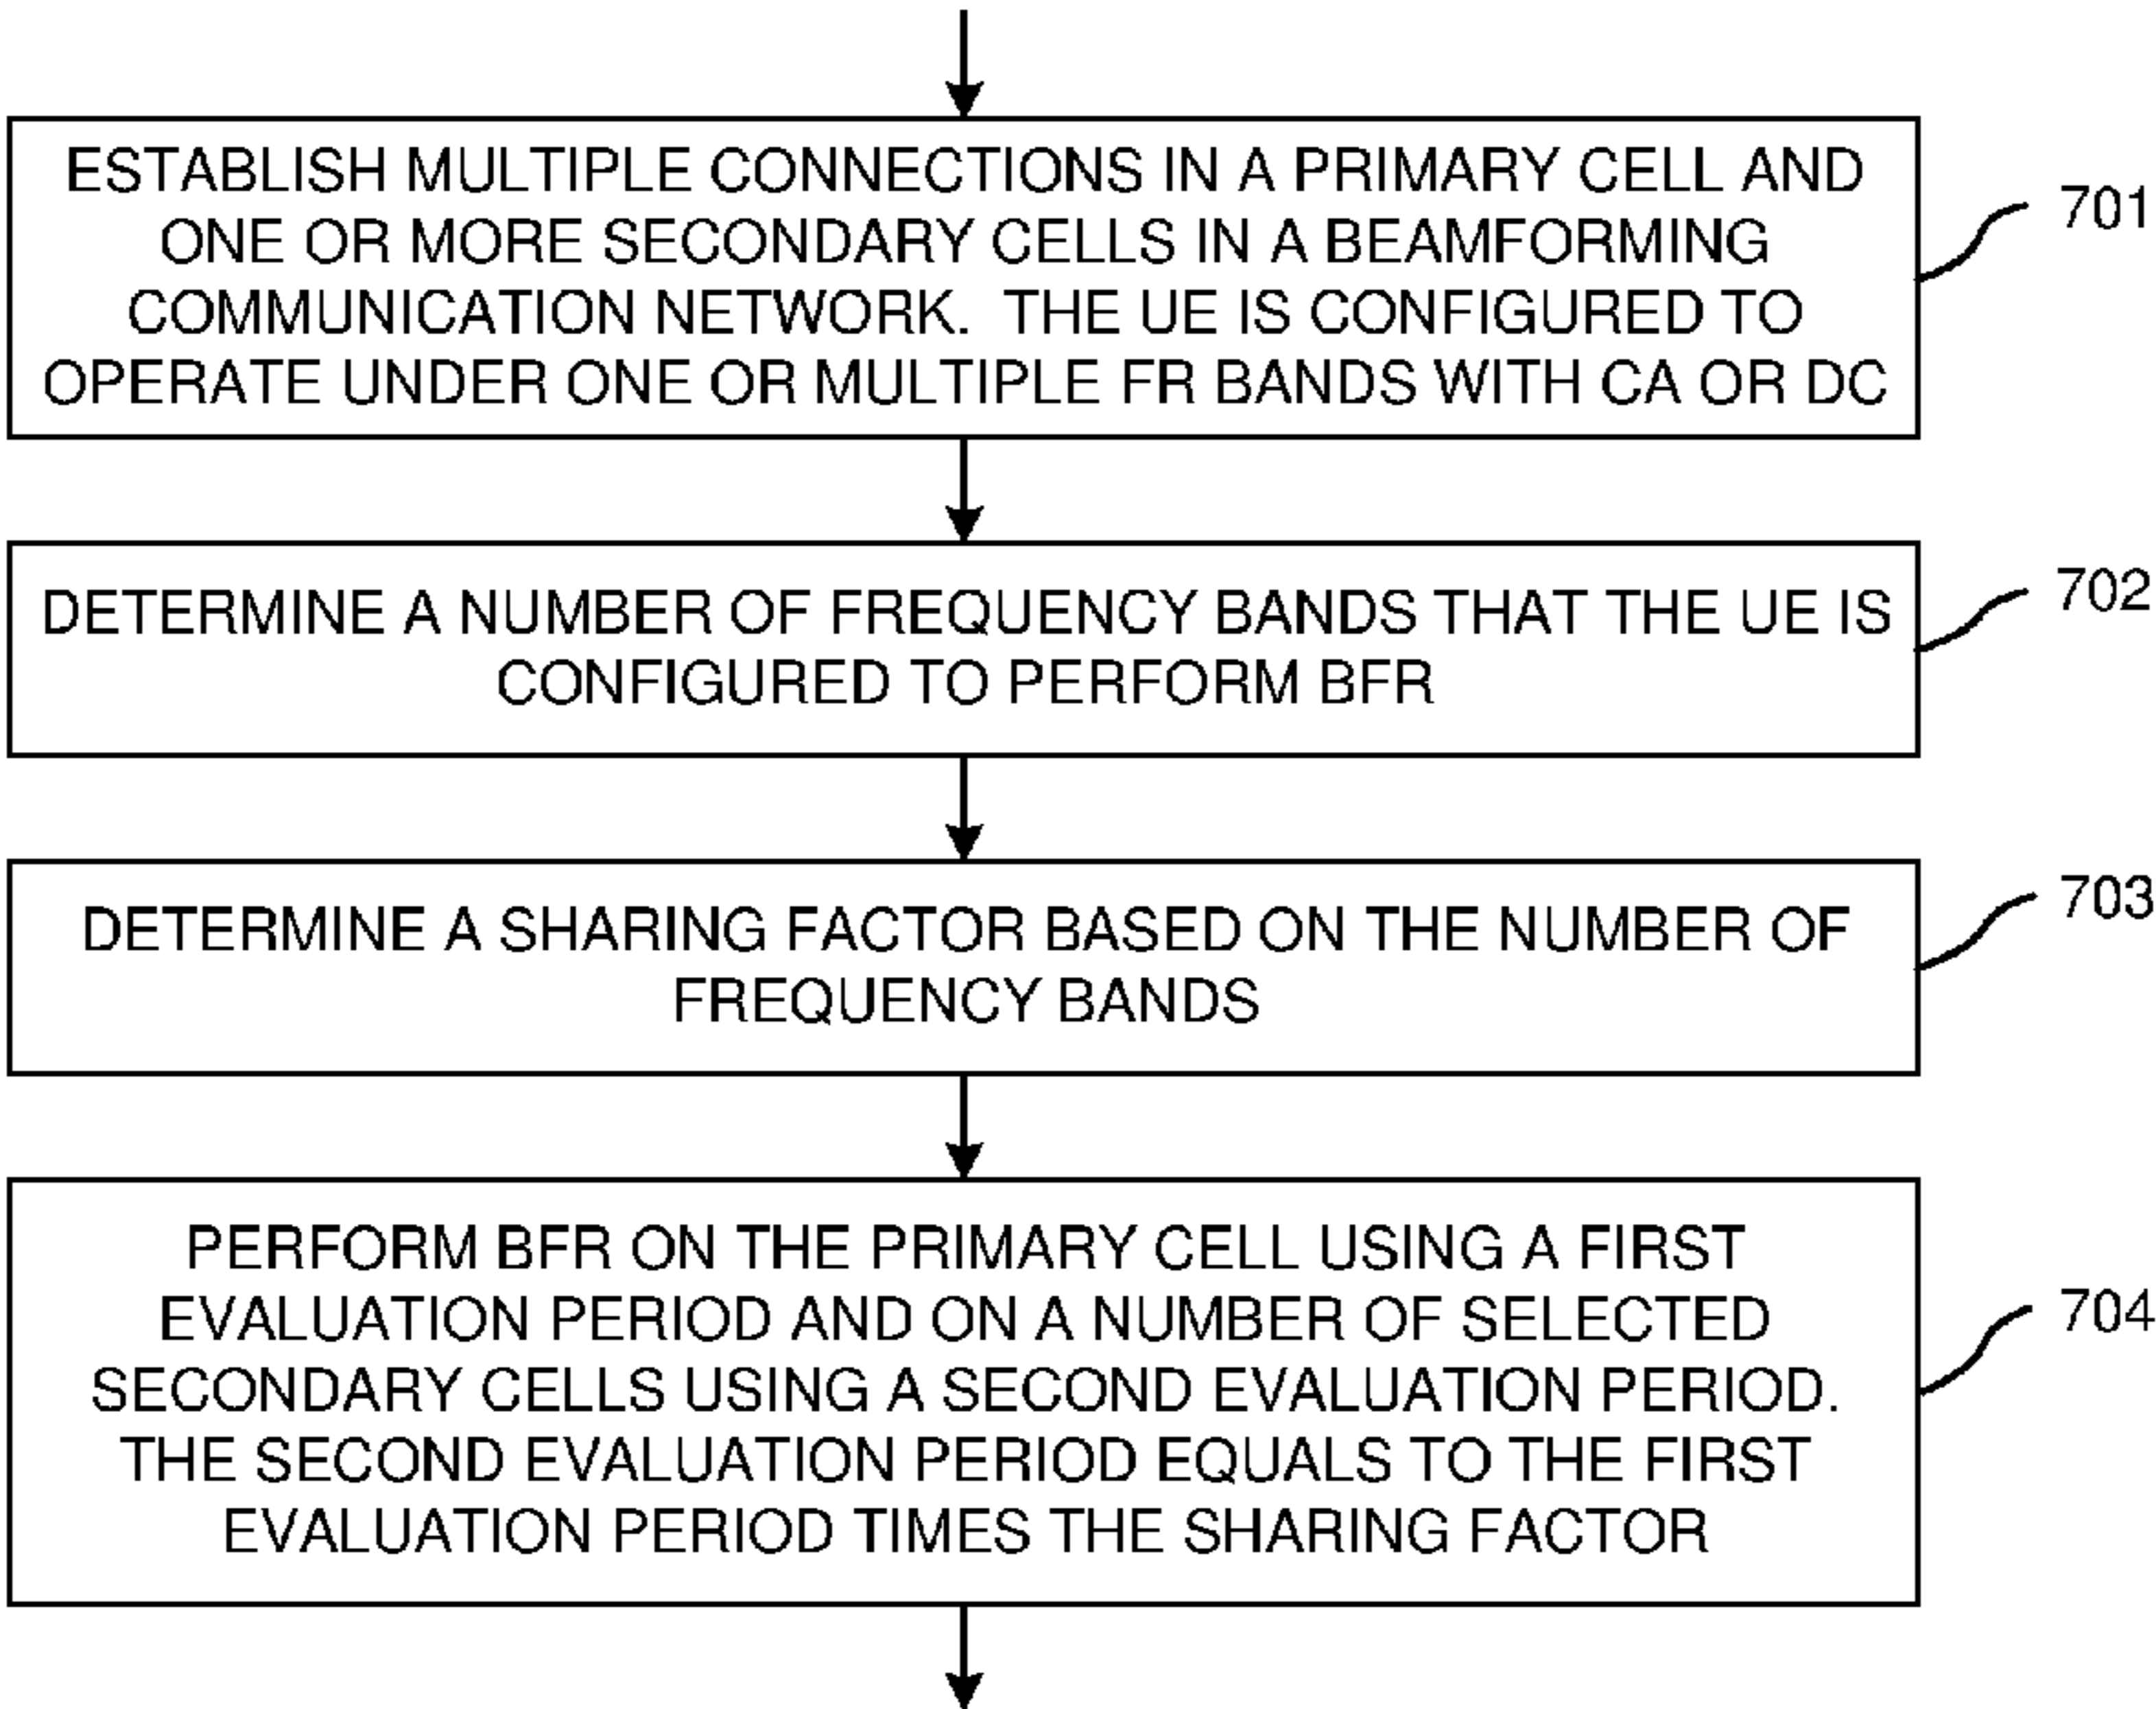 ESTABLISH MULTIPLE CONNECTIONS IN A PRIMARY CELL AND
ONE OR MORE SECONDARY CELLS IN A BEAMFORMING
COMMUNICATION NETWORK. THE UE IS CONFIGURED TO
OPERATE UNDER ONE OR MULTIPLE FR BANDS WITH CA OR DC
701
DETERMINE A NUMBER OF FREQUENCY BANDS THAT THE UE IS
CONFIGURED TO PERFORM BFR
702
DETERMINE A SHARING FACTOR BASED ON THE NUMBER OF
FREQUENCY BANDS
703
PERFORM BFR ON THE PRIMARY CELL USING A FIRST
EVALUATION PERIOD AND ON A NUMBER OF SELECTED
SECONDARY CELLS USING A SECOND EVALUATION PERIOD.
THE SECOND EVALUATION PERIOD EQUALS TO THE FIRST
EVALUATION PERIOD TIMES THE SHARING FACTOR
704